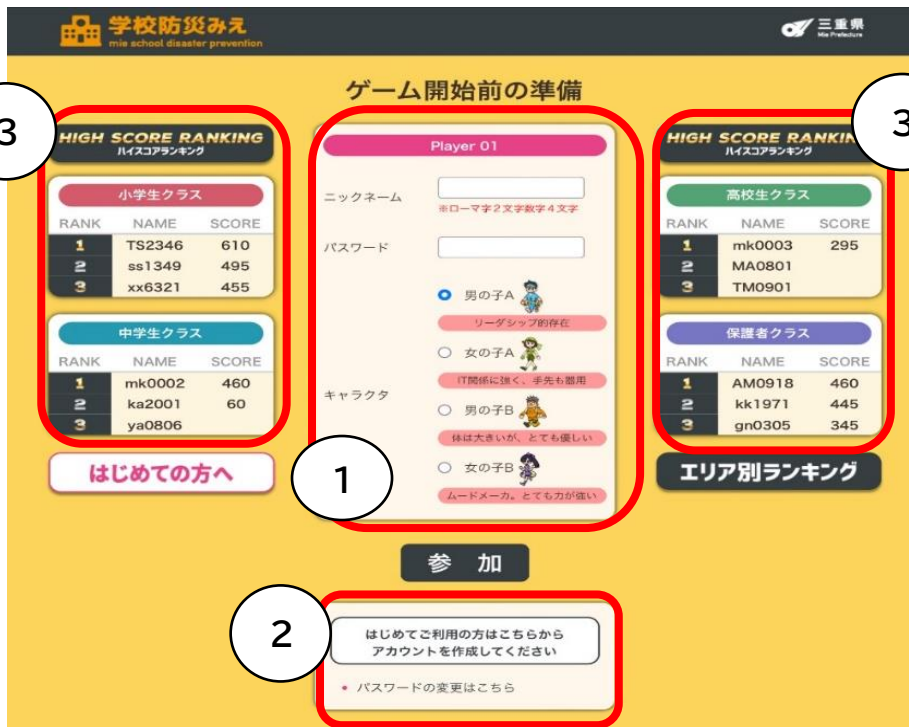 学校防災みえ
mie school disaster prevention
三重県
Mie Prefecture
ゲーム開始前の準備
3
HIGH SCORE RANKING
ハイスコアランキング
小学生クラス
RANK NAME SCORE
1 TS2346 610
2 ss1349 495
3 xx6321 455
中学生クラス
RANK NAME SCORE
1 mk0002 460
2 ka2001 60
3 ya0806
はじめての方へ
Player 01
ニックネーム
※ローマ字2文字数字4文字
パスワード
キャラクタ
男の子A
リーダシップ的存在
女の子A
IT関係に強く、手先も器用
男の子B
体は大きいが、とても優しい
女の子B
ムードメーカ。とても力が強い
1
3
HIGH SCORE RANKIN
ハイスコアランキング
高校生クラス
RANK NAME SCORE
1 mk0003 295
2 MA0801
3 TM0901
保護者クラス
RANK NAME SCORE
1 AM0918 460
2 kk1971 445
3 gn0305 345
エリア別ランキング
参 加
2
はじめてご利用の方はこちらから
アカウントを作成してください
• パスワードの変更はこちら